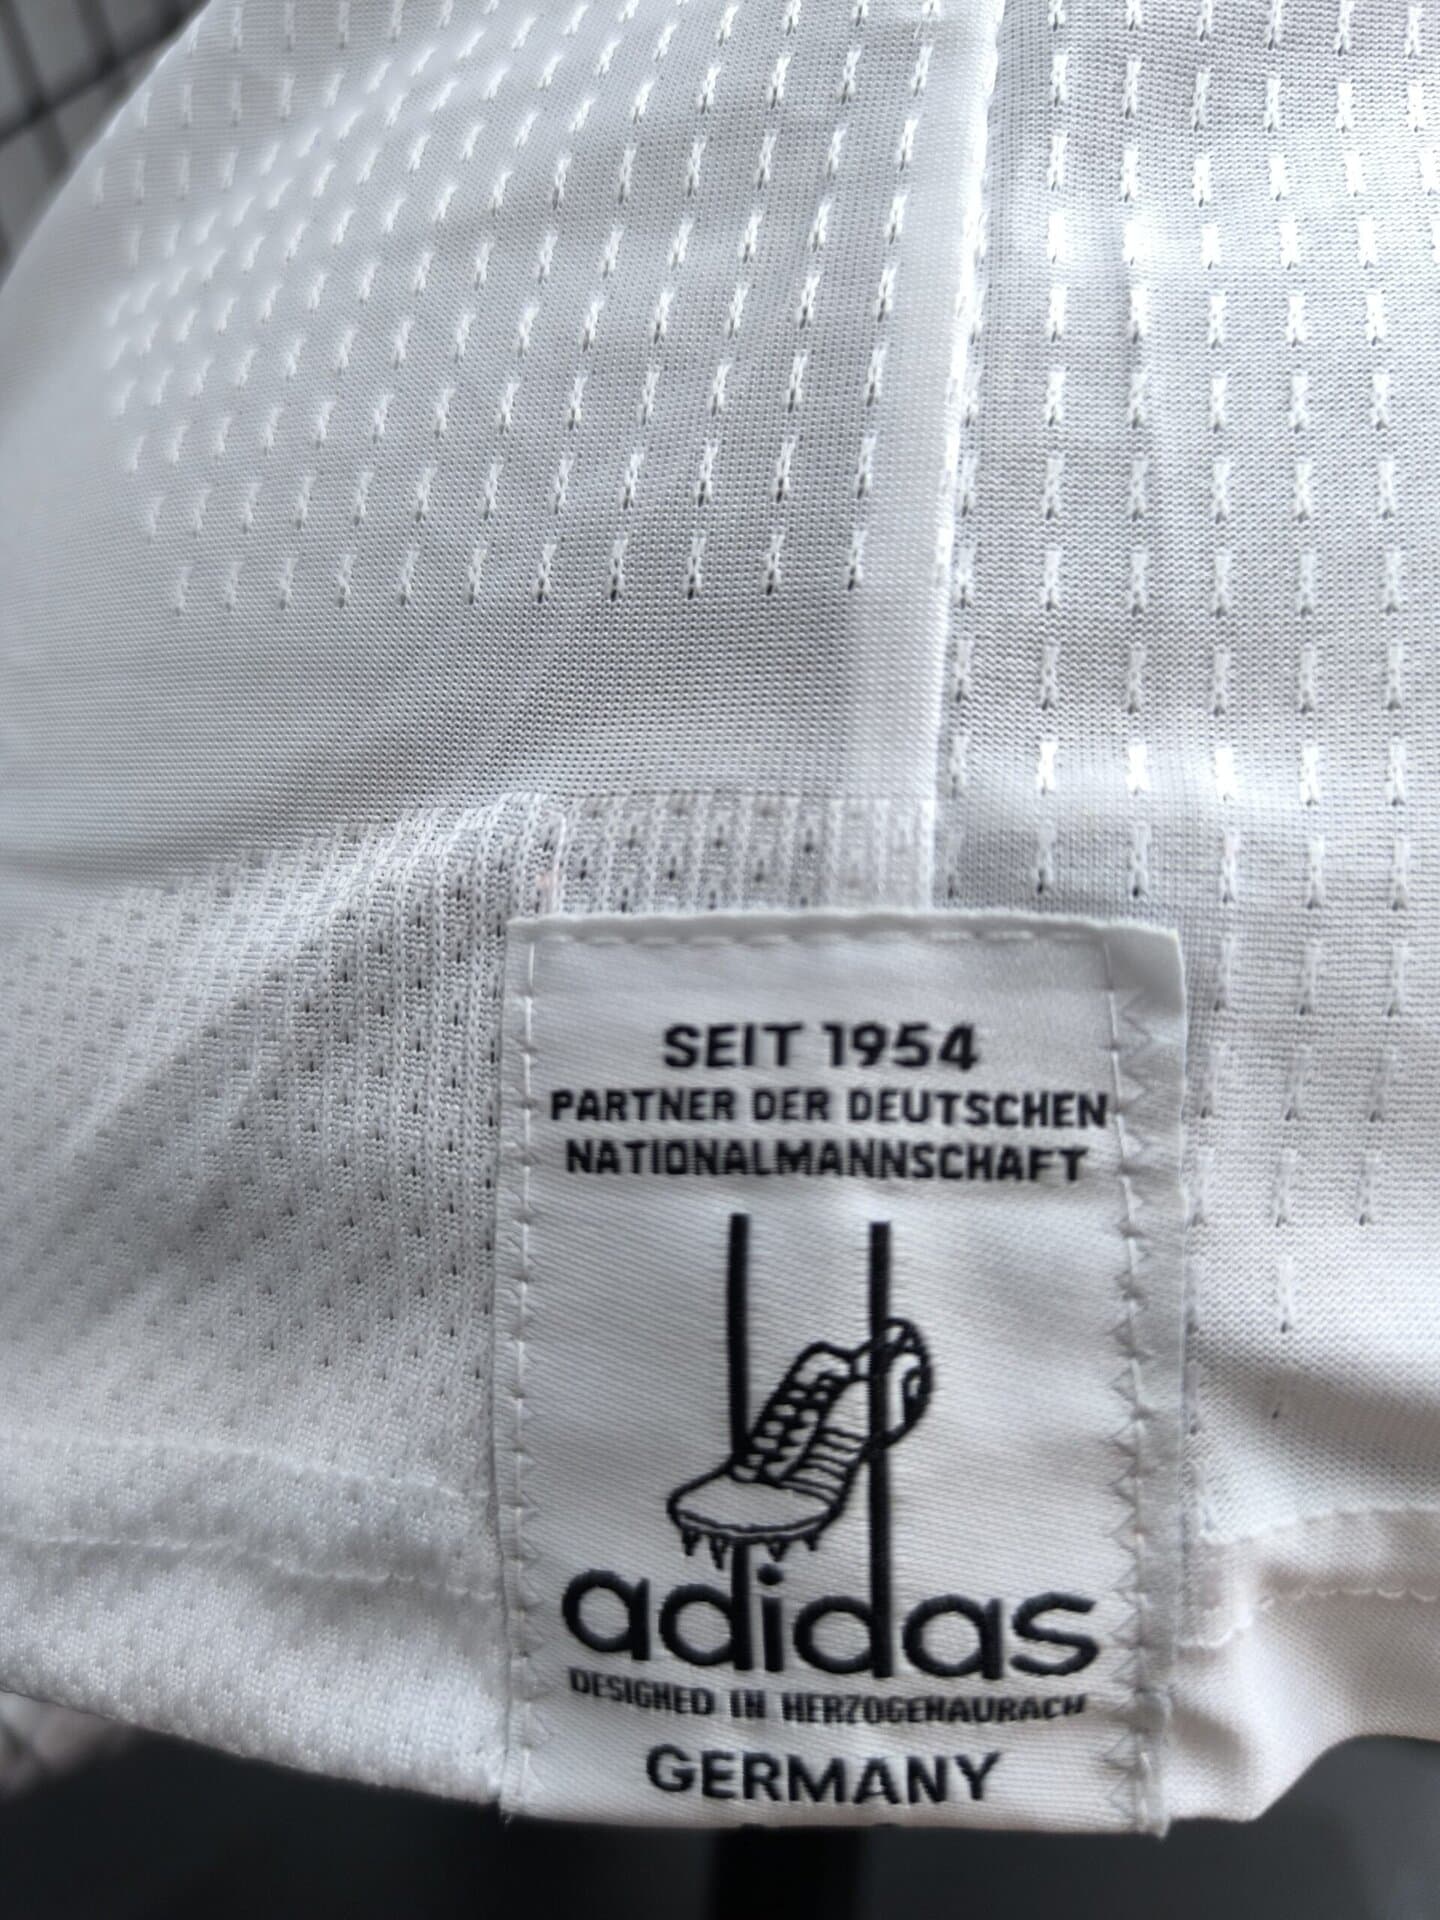 SEIT 1954
PARTNER DER DEUTSCHEN
NATIONALMANNSCHAFT
adidas
DESIGNED IN HERZOGENAURACH
GERMANY